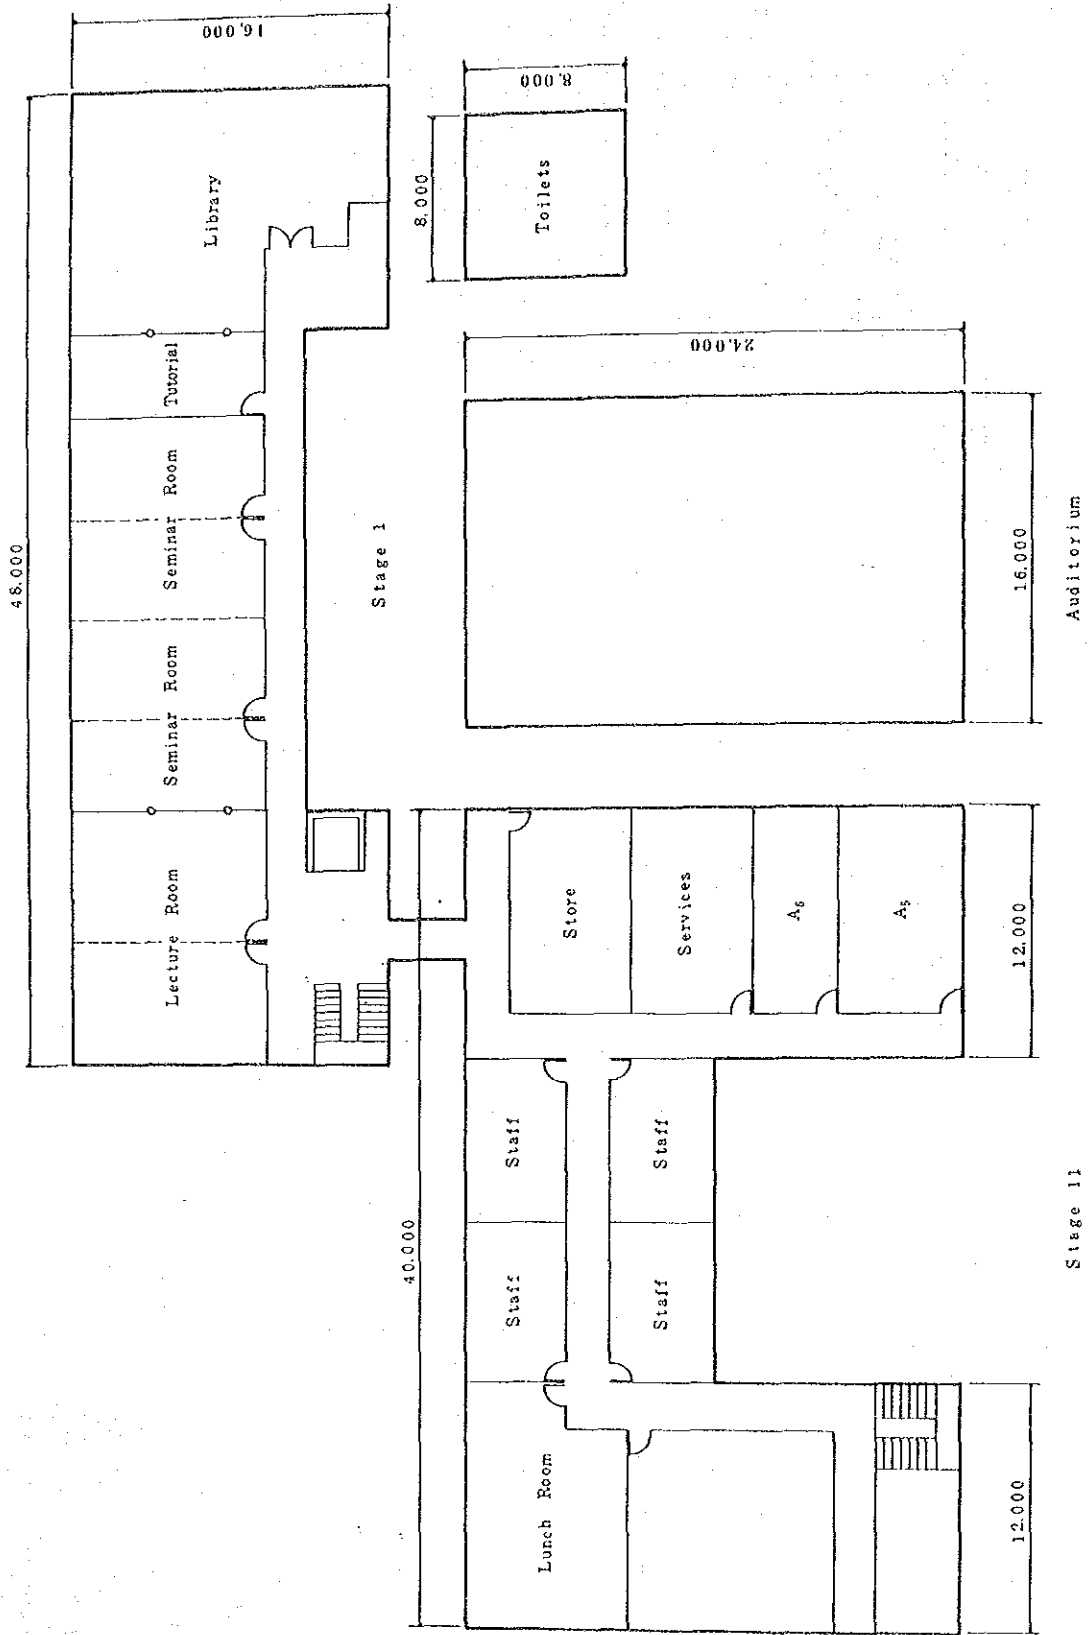 48.000
Lecture Room
Seminar Room
Seminar Room
Tutorial
Library
16,000
Stage 1
40.000
8.000
Lunch Room
Staff
Staff
Store
Toilets
8,000
Staff
Staff
Services
24,000
A₆
A₅
12.000
12.000
16.000
Stage 11
Auditorium